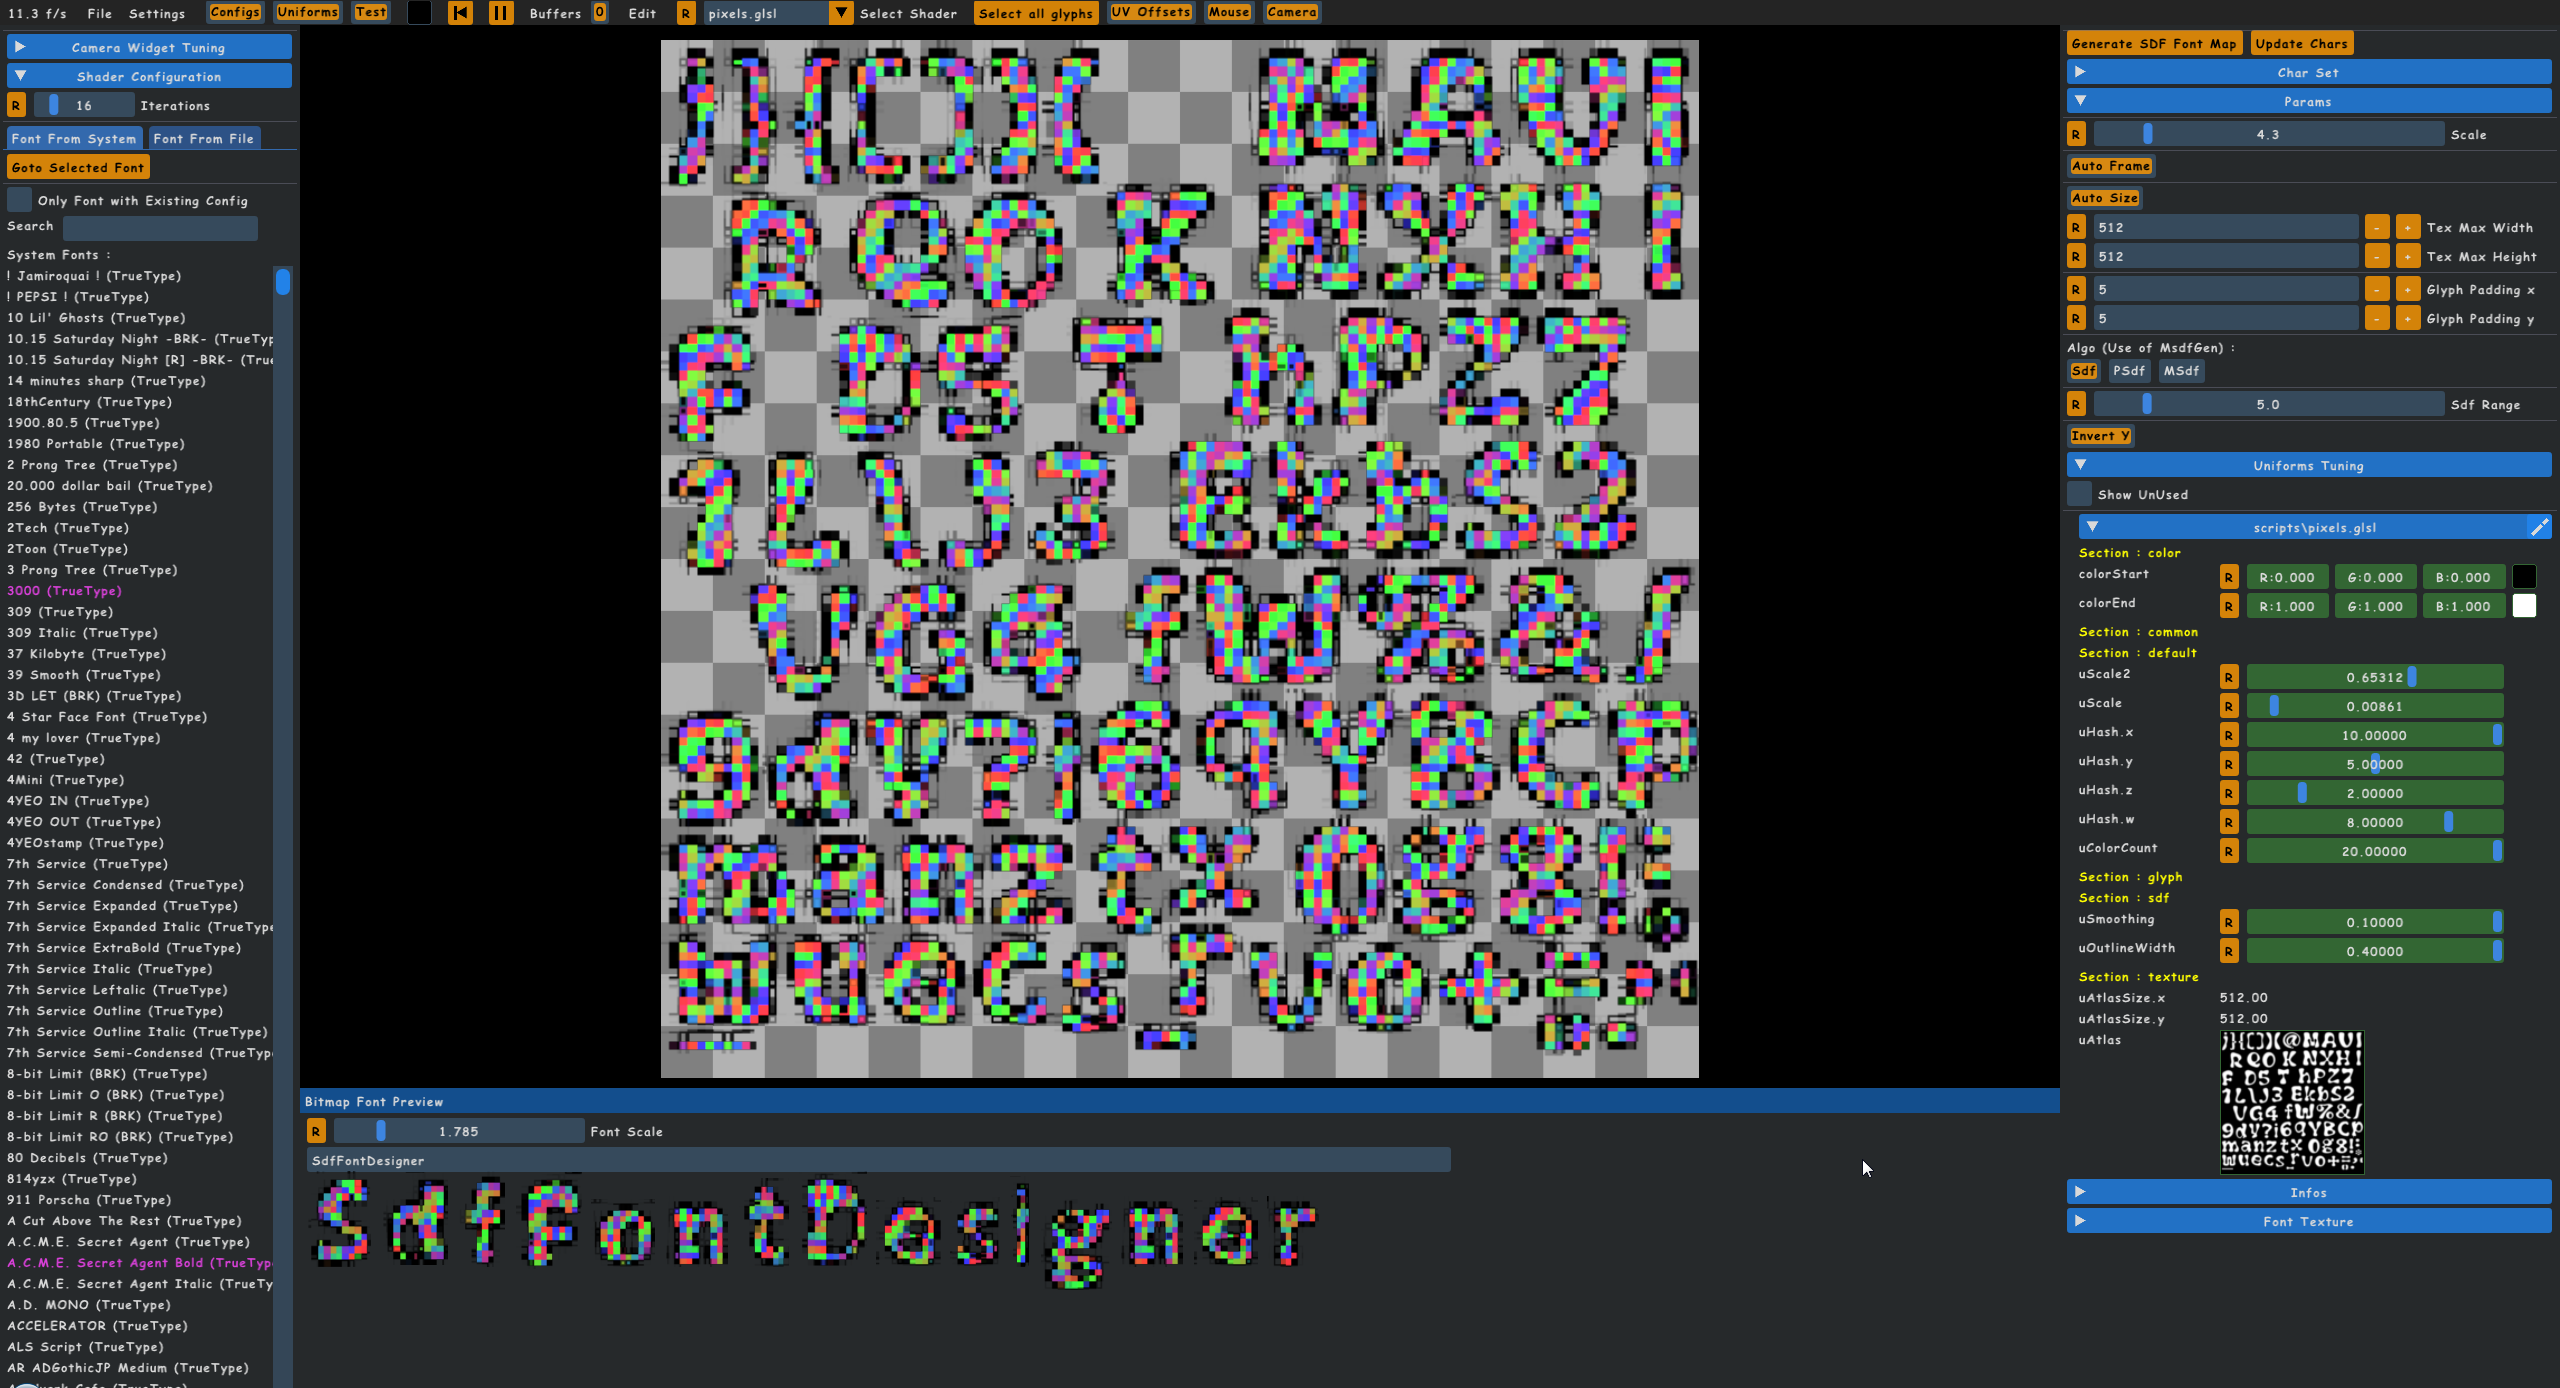 11.3 f/s File Settings Configs Uniforms Test Buffers 0 Edit R pixels.glsl Select Shader Select all glyphs UV Offsets Mouse Camera
Camera Widget Tuning
Shader Configuration
R 16 Iterations
Font From System Font From File
Goto Selected Font
Only Font with Existing Config
Search
System Fonts :
! Jamiroquai ! (TrueType)
! PEPSI ! (TrueType)
10 Lil' Ghosts (TrueType)
10.15 Saturday Night -BRK- (TrueTyp
10.15 Saturday Night [R] -BRK- (True
14 minutes sharp (TrueType)
18thCentury (TrueType)
1900.80.5 (TrueType)
1980 Portable (TrueType)
2 Prong Tree (TrueType)
20.000 dollar bail (TrueType)
256 Bytes (TrueType)
2Tech (TrueType)
2Toon (TrueType)
3 Prong Tree (TrueType)
3000 (TrueType)
309 (TrueType)
309 Italic (TrueType)
37 Kilobyte (TrueType)
39 Smooth (TrueType)
3D LET (BRK) (TrueType)
4 Star Face Font (TrueType)
4 my lover (TrueType)
42 (TrueType)
4Mini (TrueType)
4YEO IN (TrueType)
4YEO OUT (TrueType)
4YEOstamp (TrueType)
7th Service (TrueType)
7th Service Condensed (TrueType)
7th Service Expanded (TrueType)
7th Service Expanded Italic (TrueType
7th Service ExtraBold (TrueType)
7th Service Italic (TrueType)
7th Service Leftalic (TrueType)
7th Service Outline (TrueType)
7th Service Outline Italic (TrueType)
7th Service Semi-Condensed (TrueType
8-bit Limit (BRK) (TrueType)
8-bit Limit O (BRK) (TrueType)
8-bit Limit R (BRK) (TrueType)
8-bit Limit RO (BRK) (TrueType)
80 Decibels (TrueType)
814yzx (TrueType)
911 Porscha (TrueType)
A Cut Above The Rest (TrueType)
A.C.M.E. Secret Agent (TrueType)
A.C.M.E. Secret Agent Bold (TrueType
A.C.M.E. Secret Agent Italic (TrueTy
A.D. MONO (TrueType)
ACCELERATOR (TrueType)
ALS Script (TrueType)
AR ADGothicJP Medium (TrueType)
Bitmap Font Preview
R 1.785 Font Scale
SdfFontDesigner
SdfFontDesigner
Generate SDF Font Map Update Chars
Char Set
Params
R 4.3 Scale
Auto Frame
Auto Size
R 512 - + Tex Max Width
R 512 - + Tex Max Height
R 5 - + Glyph Padding x
R 5 - + Glyph Padding y
Algo (Use of MsdfGen) :
Sdf PSdf MSdf
R 5.0 Sdf Range
Invert Y
Uniforms Tuning
Show UnUsed
scripts\pixels.glsl
Section : color
colorStart R R:0.000 G:0.000 B:0.000
colorEnd R R:1.000 G:1.000 B:1.000
Section : common
Section : default
uScale2 R 0.65312
uScale R 0.00861
uHash.x R 10.00000
uHash.y R 5.00000
uHash.z R 2.00000
uHash.w R 8.00000
uColorCount R 20.00000
Section : glyph
Section : sdf
uSmoothing R 0.10000
uOutlineWidth R 0.40000
Section : texture
uAtlasSize.x 512.00
uAtlasSize.y 512.00
uAtlas
Infos
Font Texture